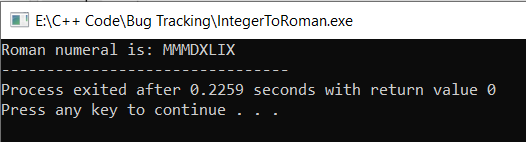 E:\C++ Code\Bug Tracking\IntegerToRoman.exe
Roman numeral is: MMMDXLIX
--------------------------------
Process exited after 0.2259 seconds with return value 0
Press any key to continue . . .